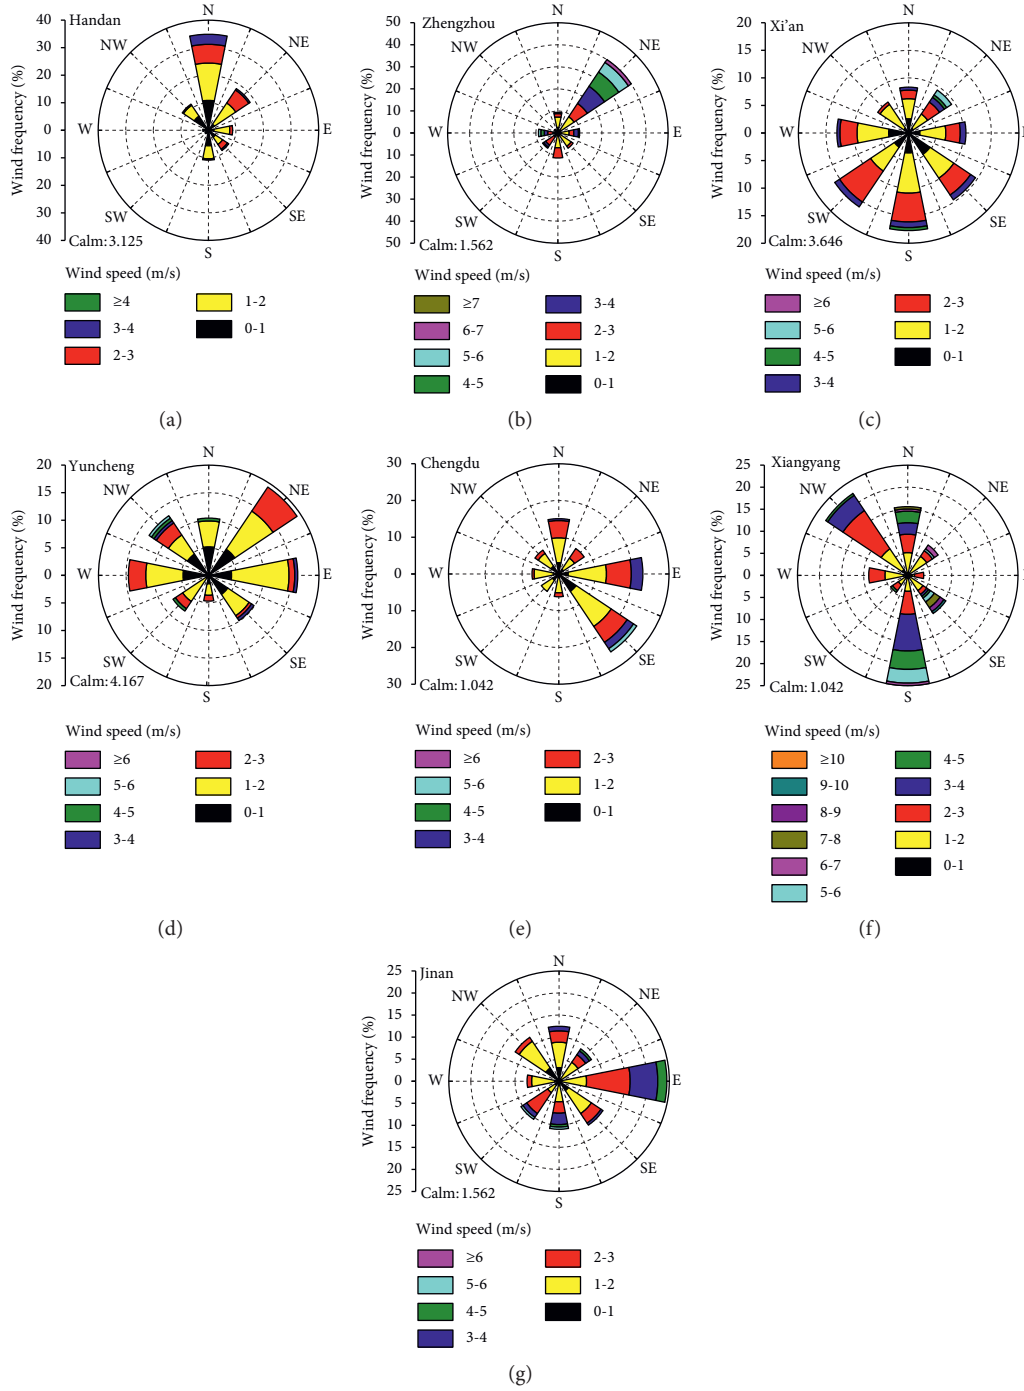 Handan
Wind frequency (%)
40
30
20
10
0
10
20
30
40
N
NE
E
SE
S
SW
W
NW
Calm: 3.125
Wind speed (m/s)
≥4
3-4
2-3
1-2
0-1
(a)
Zhengzhou
Wind frequency (%)
50
40
30
20
10
0
10
20
30
40
50
N
NE
E
SE
S
SW
W
NW
Calm: 1.562
Wind speed (m/s)
≥7
6-7
5-6
4-5
3-4
2-3
1-2
0-1
(b)
Xi'an
Wind frequency (%)
20
15
10
5
0
5
10
15
20
N
NE
SE
S
SW
W
NW
Calm: 3.646
Wind speed (m/s)
≥6
5-6
4-5
3-4
2-3
1-2
0-1
(c)
Yuncheng
Wind frequency (%)
20
15
10
5
0
5
10
15
20
N
NE
E
SE
S
SW
W
NW
Calm: 4.167
Wind speed (m/s)
≥6
5-6
4-5
3-4
2-3
1-2
0-1
(d)
Chengdu
Wind frequency (%)
30
20
10
0
10
20
30
N
NE
E
SE
S
SW
W
NW
Calm: 1.042
Wind speed (m/s)
≥6
5-6
4-5
3-4
2-3
1-2
0-1
(e)
Xiangyang
Wind frequency (%)
25
20
15
10
5
0
5
10
15
20
25
N
NE
SE
S
SW
W
NW
Calm: 1.042
Wind speed (m/s)
≥10
9-10
8-9
7-8
6-7
5-6
4-5
3-4
2-3
1-2
0-1
(f)
Jinan
Wind frequency (%)
25
20
15
10
5
0
5
10
15
20
25
N
NE
E
SE
S
SW
W
NW
Calm: 1.562
Wind speed (m/s)
≥6
5-6
4-5
3-4
2-3
1-2
0-1
(g)